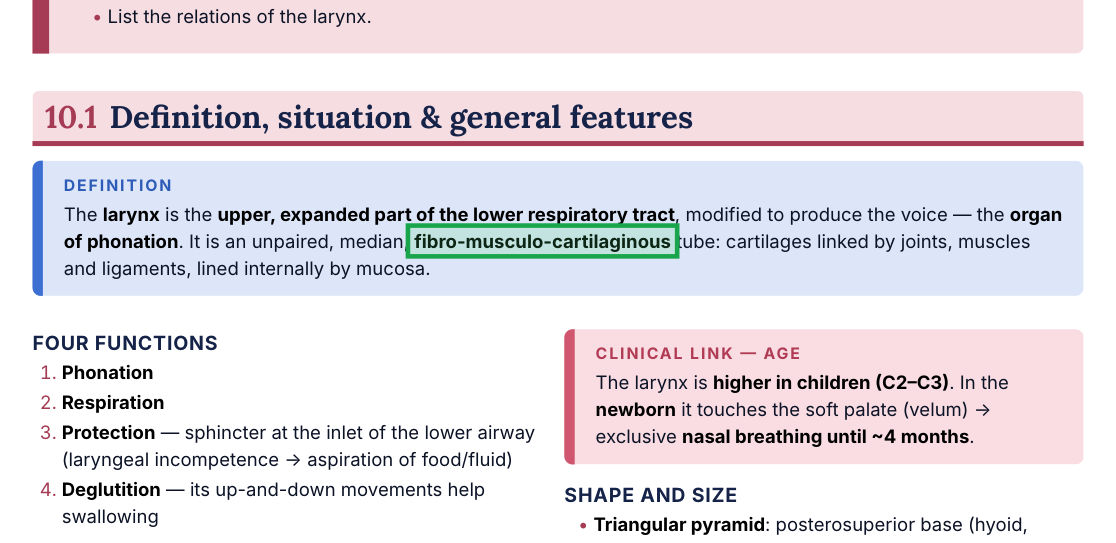 • List the relations of the larynx.
10.1 Definition, situation & general features
DEFINITION
The larynx is the upper, expanded part of the lower respiratory tract, modified to produce the voice — the organ
of phonation. It is an unpaired, median, fibro-musculo-cartilaginous tube: cartilages linked by joints, muscles
and ligaments, lined internally by mucosa.
FOUR FUNCTIONS
1. Phonation
2. Respiration
3. Protection — sphincter at the inlet of the lower airway
(laryngeal incompetence → aspiration of food/fluid)
4. Deglutition — its up-and-down movements help
swallowing
CLINICAL LINK — AGE
The larynx is higher in children (C2–C3). In the
newborn it touches the soft palate (velum) →
exclusive nasal breathing until ~4 months.
SHAPE AND SIZE
• Triangular pyramid: posterosuperior base (hyoid,